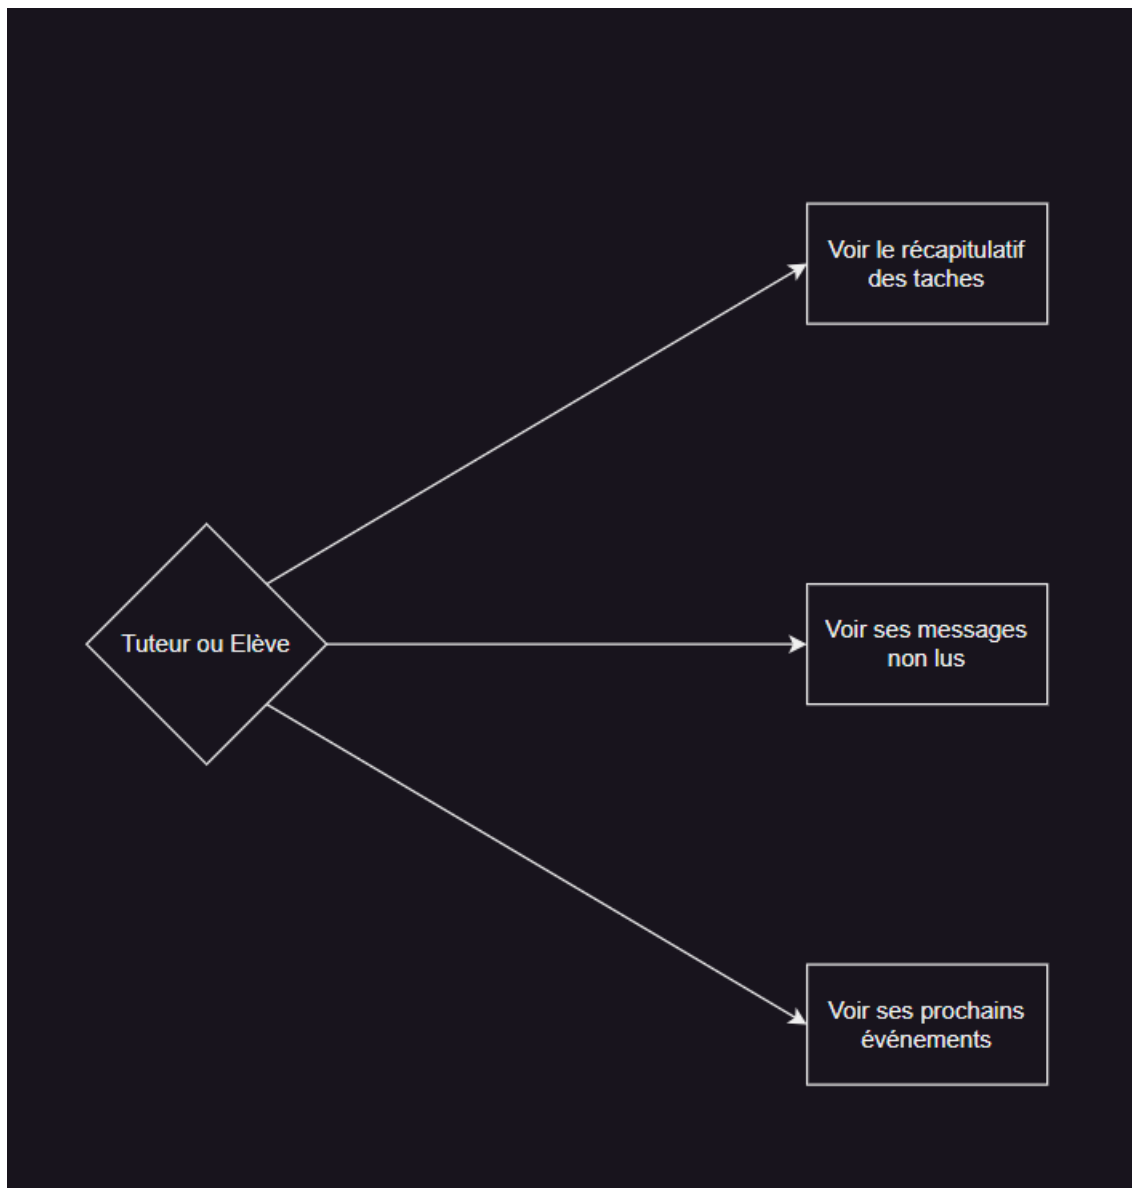 Voir le récapitulatif
des taches
Tuteur ou Elève
Voir ses messages
non lus
Voir ses prochains
événements